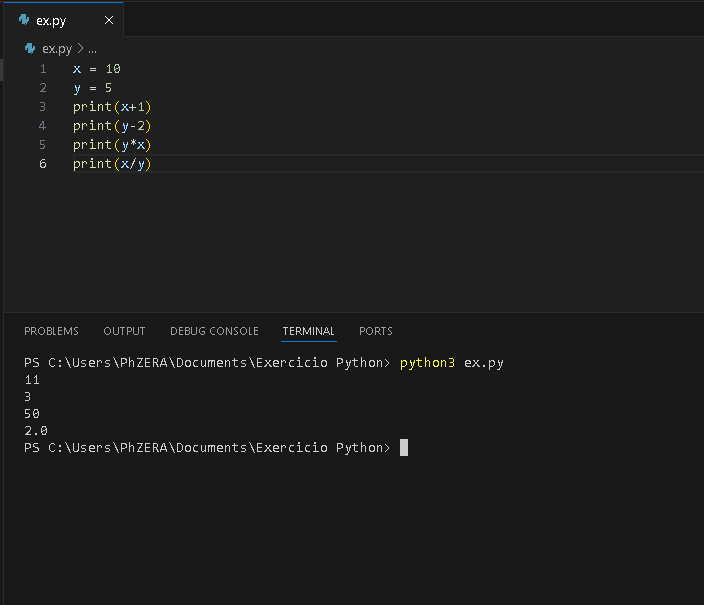 ex.py
ex.py > ...
1 x = 10
2 y = 5
3 print(x+1)
4 print(y-2)
5 print(y*x)
6 print(x/y)
PROBLEMS OUTPUT DEBUG CONSOLE TERMINAL PORTS
PS C:\Users\PhZERA\Documents\Exercicio Python> python3 ex.py
11
3
50
2.0
PS C:\Users\PhZERA\Documents\Exercicio Python>